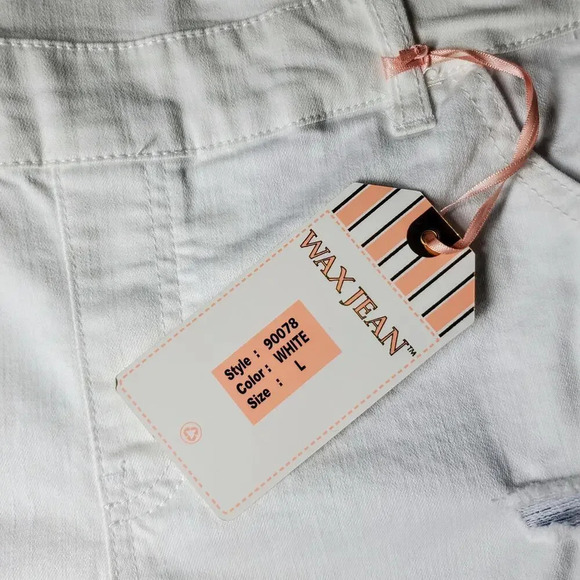 WAX JEAN™
Style : 90078
Color : WHITE
Size : L